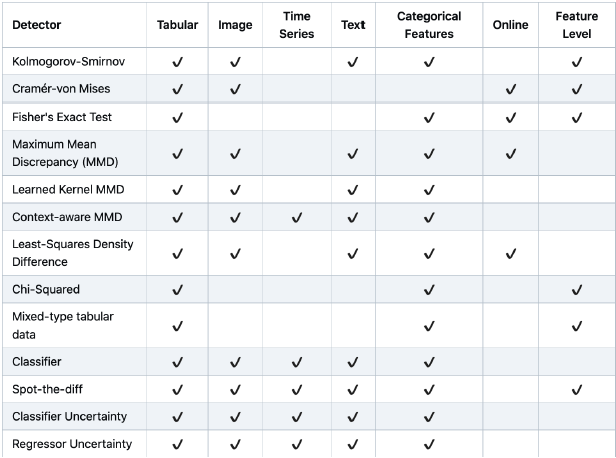 Detector Tabular Image Time Series Text Categorical Features Online Feature Level
Kolmogorov-Smirnov ✓ ✓ ✓ ✓ ✓
Cramér-von Mises ✓ ✓ ✓ ✓
Fisher's Exact Test ✓ ✓ ✓ ✓
Maximum Mean Discrepancy (MMD) ✓ ✓ ✓ ✓ ✓
Learned Kernel MMD ✓ ✓ ✓ ✓
Context-aware MMD ✓ ✓ ✓ ✓ ✓
Least-Squares Density Difference ✓ ✓ ✓ ✓ ✓
Chi-Squared ✓ ✓ ✓
Mixed-type tabular data ✓ ✓ ✓
Classifier ✓ ✓ ✓ ✓ ✓
Spot-the-diff ✓ ✓ ✓ ✓ ✓ ✓
Classifier Uncertainty ✓ ✓ ✓ ✓ ✓
Regressor Uncertainty ✓ ✓ ✓ ✓ ✓